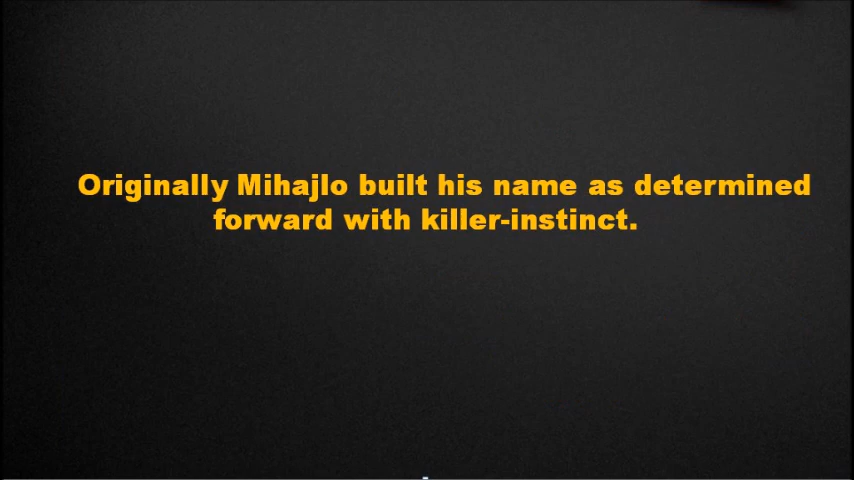 Originally Mihajlo built his name as determined
forward with killer-instinct.